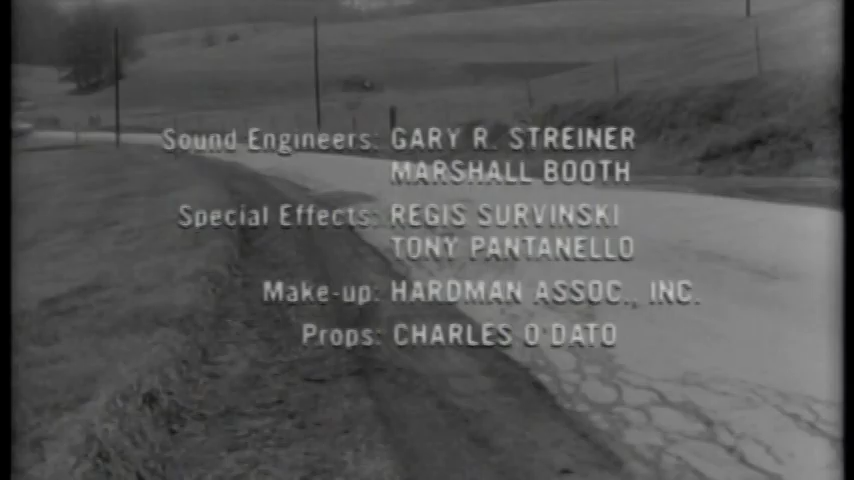 Sound Engineers: GARY R. STREINER
MARSHALL BOOTH
Special Effects: REGIS SURVINSKI
TONY PANTANELLO
Make-up: HARDMAN ASSOC., INC.
Props: CHARLES O'DATO